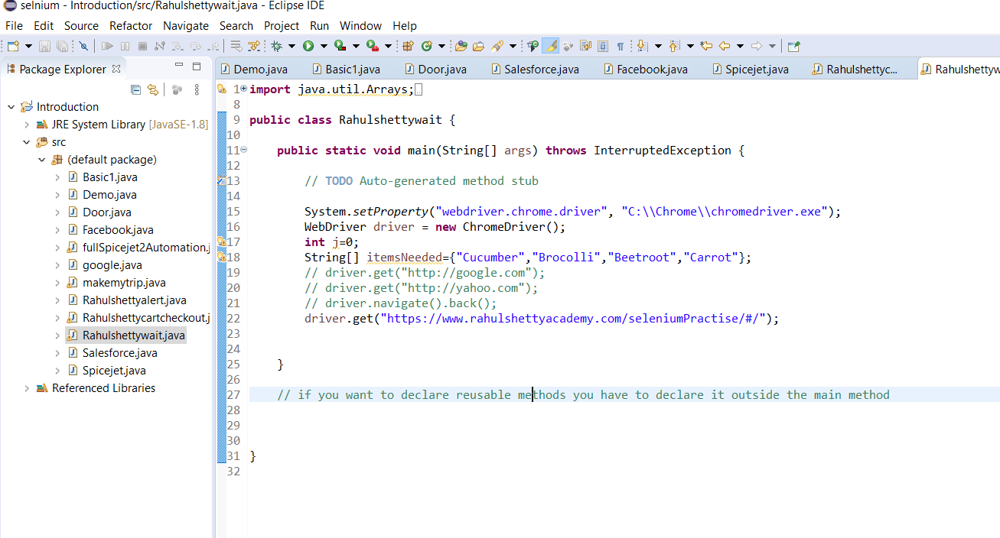 selnium - Introduction/src/Rahulshettywait.java - Eclipse IDE
File Edit Source Refactor Navigate Search Project Run Window Help
Package Explorer
Demo.java Basic1.java Door.java Salesforce.java Facebook.java Spicejet.java Rahulshettyc... Rahulshettyw
Introduction
JRE System Library [JavaSE-1.8]
src
(default package)
Basic1.java
Demo.java
Door.java
Facebook.java
fullSpicejet2Automation.j
google.java
makemytrip.java
Rahulshettyalert.java
Rahulshettycartcheckout.j
Rahulshettywait.java
Salesforce.java
Spicejet.java
Referenced Libraries
1 import java.util.Arrays;
8
9 public class Rahulshettywait {
10
11 public static void main(String[] args) throws InterruptedException {
12
13 // TODO Auto-generated method stub
14
15 System.setProperty("webdriver.chrome.driver", "C:\\Chrome\\chromedriver.exe");
16 WebDriver driver = new ChromeDriver();
17 int j=0;
18 String[] itemsNeeded={"Cucumber","Brocolli","Beetroot","Carrot"};
19 // driver.get("http://google.com");
20 // driver.get("http://yahoo.com");
21 // driver.navigate().back();
22 driver.get("https://www.rahulshettyacademy.com/seleniumPractise/#/");
23
24
25 }
26
27 // if you want to declare reusable methods you have to declare it outside the main method
28
29
30
31 }
32